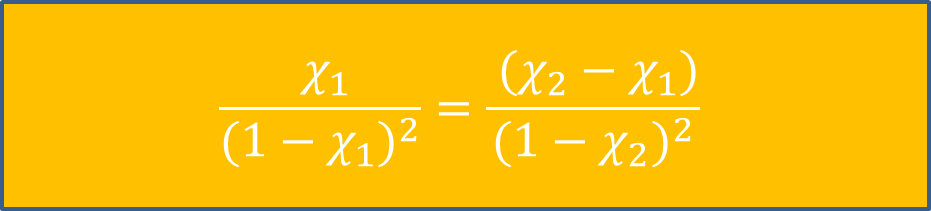 χ₁/(1 − χ₁)² = (χ₂ − χ₁)/(1 − χ₂)²